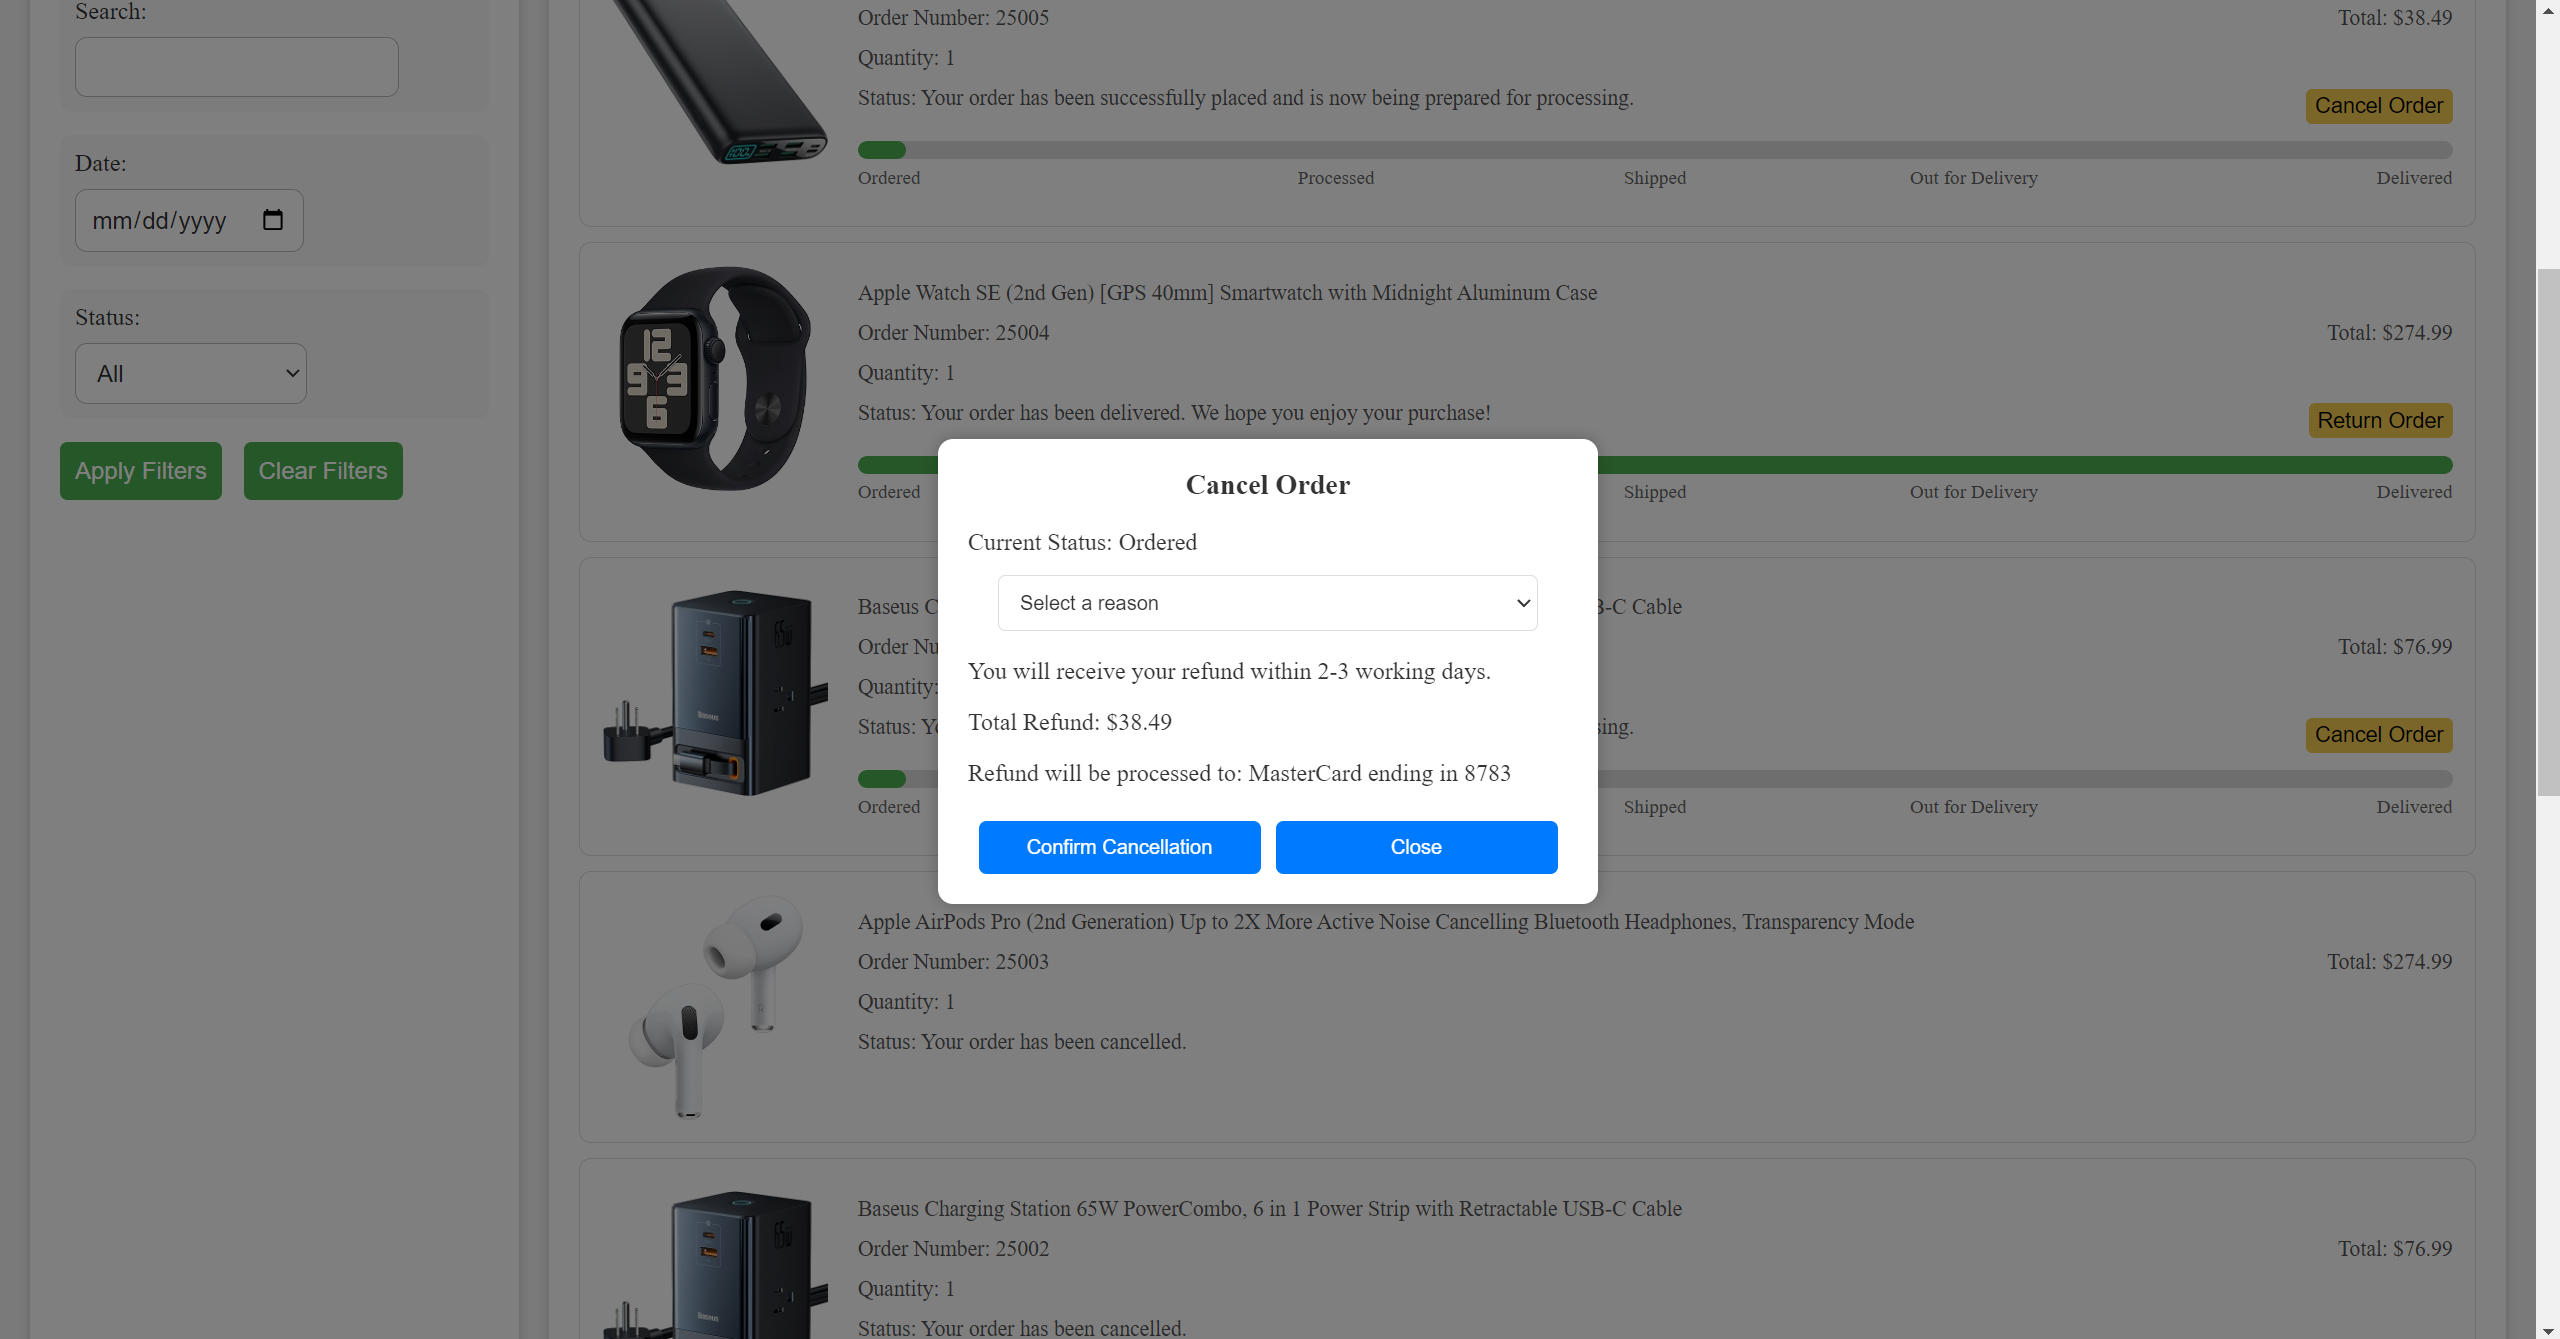 Search:
Date:
mm/dd/yyyy
Status:
All
Apply Filters
Clear Filters
Order Number: 25005
Total: $38.49
Quantity: 1
Status: Your order has been successfully placed and is now being prepared for processing.
Cancel Order
Ordered
Processed
Shipped
Out for Delivery
Delivered
Apple Watch SE (2nd Gen) [GPS 40mm] Smartwatch with Midnight Aluminum Case
Order Number: 25004
Total: $274.99
Quantity: 1
Status: Your order has been delivered. We hope you enjoy your purchase!
Return Order
Ordered
Shipped
Out for Delivery
Delivered
Cancel Order
Current Status: Ordered
Select a reason
You will receive your refund within 2-3 working days.
Total Refund: $38.49
Refund will be processed to: MasterCard ending in 8783
Confirm Cancellation
Close
Baseus
Cable
Order
Total: $76.99
Quantity:
Status:
Cancel Order
Ordered
Shipped
Out for Delivery
Delivered
Apple AirPods Pro (2nd Generation) Up to 2X More Active Noise Cancelling Bluetooth Headphones, Transparency Mode
Order Number: 25003
Total: $274.99
Quantity: 1
Status: Your order has been cancelled.
Baseus Charging Station 65W PowerCombo, 6 in 1 Power Strip with Retractable USB-C Cable
Order Number: 25002
Total: $76.99
Quantity: 1
Status: Your order has been cancelled.